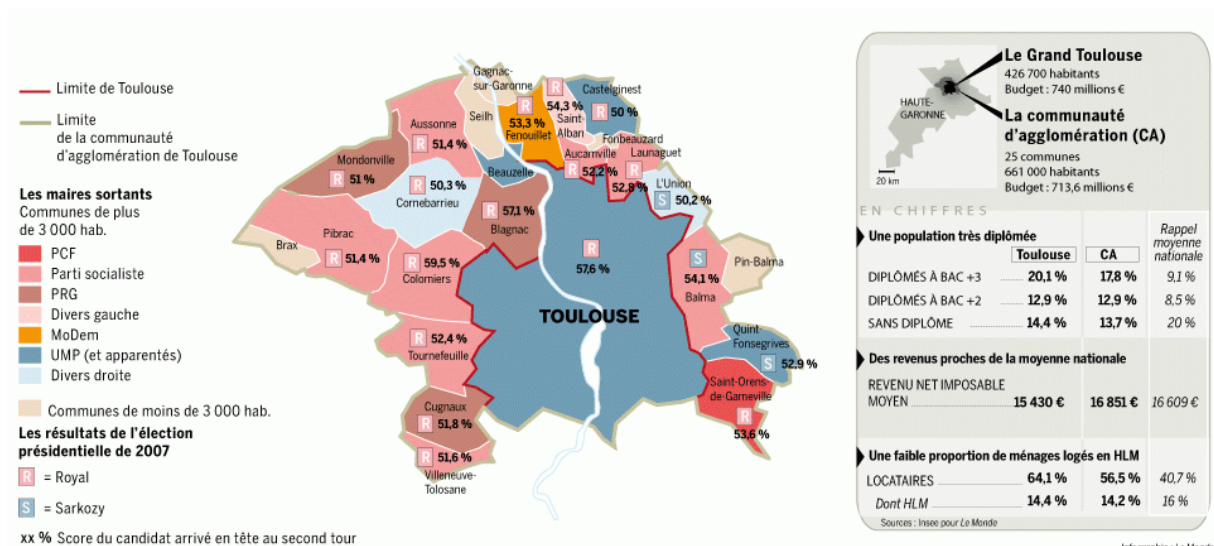 Limite de Toulouse
Limite
de la communauté
d'agglomération de Toulouse
Les maires sortants
Communes de plus
de 3 000 hab.
PCF
Parti socialiste
PRG
Divers gauche
MoDem
UMP (et apparentés)
Divers droite
Communes de moins de 3 000 hab.
Les résultats de l'élection
présidentielle de 2007
R = Royal
S = Sarkozy
xx % Score du candidat arrivé en tête au second tour
Gagnac-
sur-Garonne
Seilh
R
53,3 %
Fenouillet
R
54,3 %
Saint-
Alban
Castelginest
R 50 %
Fonbeauzard
Aucamville
R 52,2 %
Launaguet
R
52,8 %
L'Union
S 50,2 %
Aussonne
R 51,4 %
Mondonville
R 51 %
R 50,3 %
Cornebarrieu
Beauzelle
57,1 %
R
Blagnac
Brax
Pibrac
R 51,4 %
R 59,5 %
Colomiers
R
57,6 %
TOULOUSE
S
54,1 %
Balma
Pin-Balma
Quint-
Fonsegrives
S 52,9 %
Saint-Orens-
de-Gameville
R
53,6 %
R 52,4 %
Tournefeuille
Cugnaux
R 51,8 %
R 51,6 %
Villeneuve-
Tolosane
HAUTE-
GARONNE
20 km
Le Grand Toulouse
426 700 habitants
Budget : 740 millions €
La communauté
d'agglomération (CA)
25 communes
661 000 habitants
Budget : 713,6 millions €
EN CHIFFRES
Une population très diplômée
Toulouse CA Rappel
moyenne
nationale
DIPLÔMÉS À BAC +3 ..... 20,1 % 17,8 % 9,1 %
DIPLÔMÉS À BAC +2 ..... 12,9 % 12,9 % 8,5 %
SANS DIPLÔME ..... 14,4 % 13,7 % 20 %
Des revenus proches de la moyenne nationale
REVENU NET IMPOSABLE
MOYEN 15 430 € 16 851 € 16 609 €
Une faible proportion de ménages logés en HLM
LOCATAIRES 64,1 % 56,5 % 40,7 %
Dont HLM 14,4 % 14,2 % 16 %
Sources : Insee pour Le Monde
Infographie Le Monde